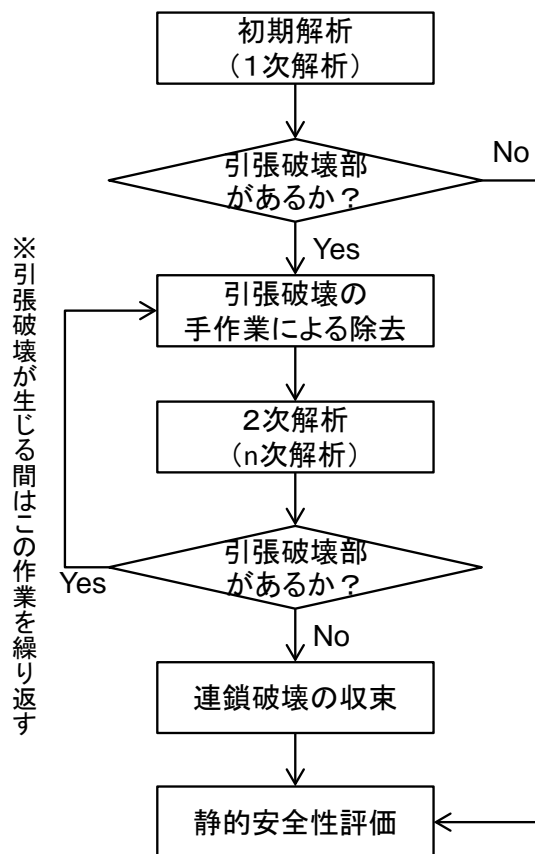 初期解析
（1次解析）
引張破壊部
があるか？
No
Yes
引張破壊の
手作業による除去
２次解析
（n次解析）
引張破壊部
があるか？
Yes
No
連鎖破壊の収束
静的安全性評価
※引張破壊が生じる間はこの作業を繰り返す